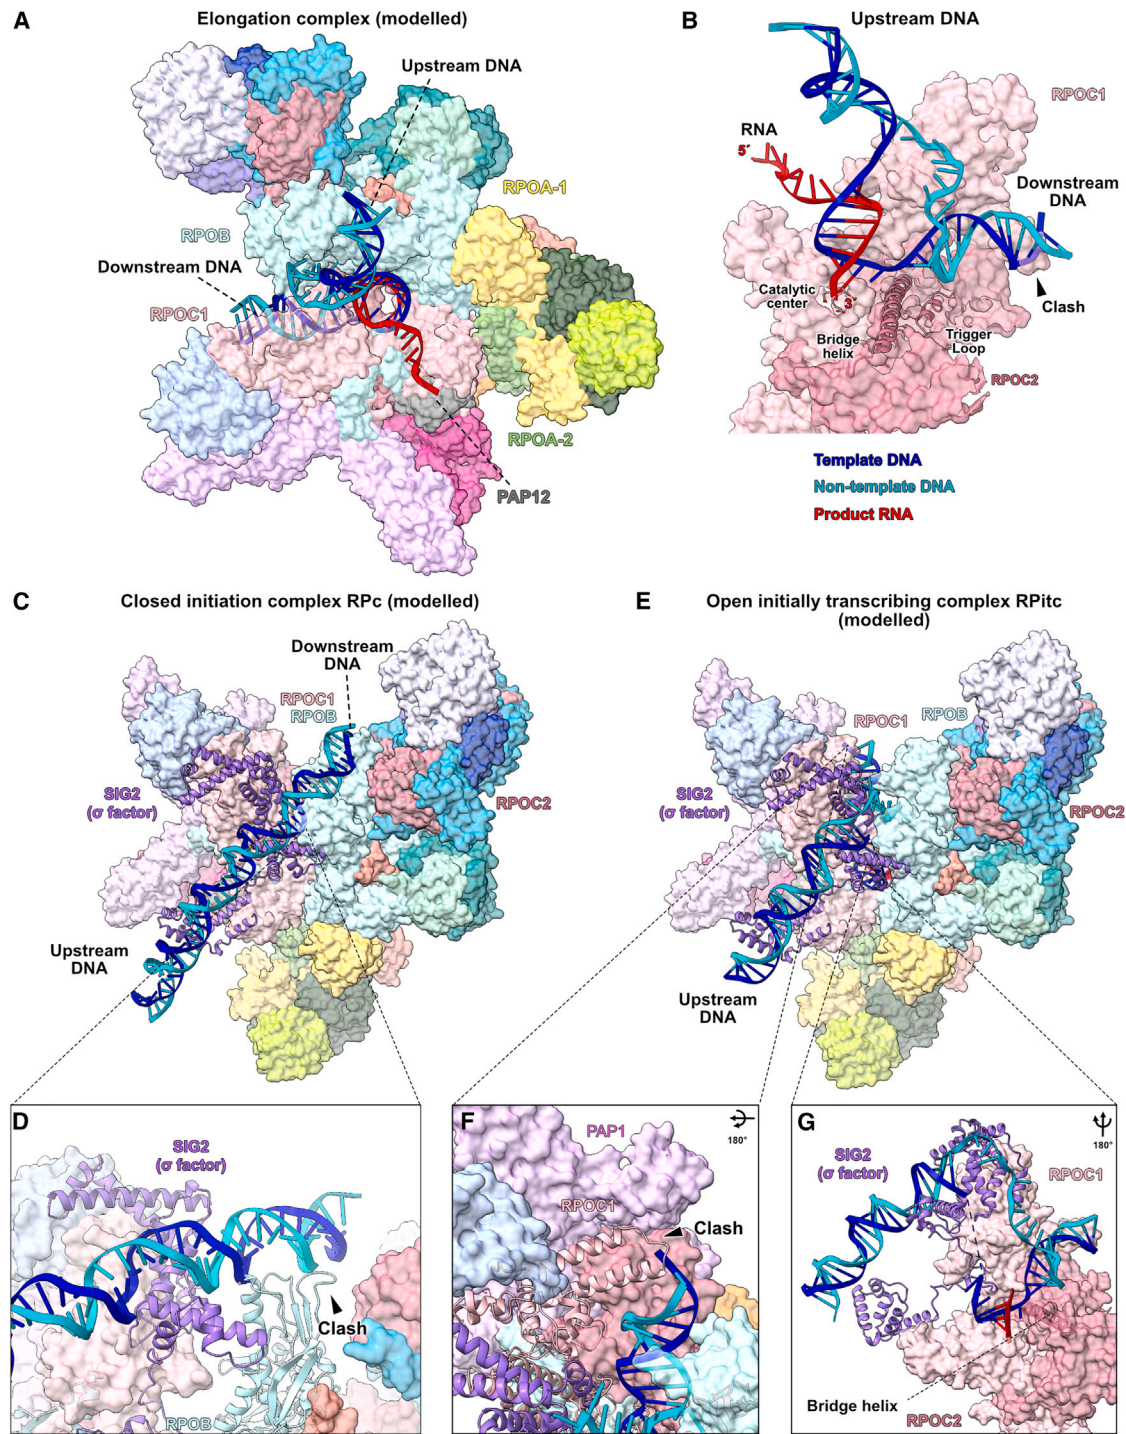 A
Elongation complex (modelled)
Upstream DNA
RPOA-1
RPOB
Downstream DNA
RPOC1
RPOA-2
PAP12
B
Upstream DNA
RPOC1
RNA
5´
Downstream
DNA
Catalytic
center
3´
Clash
Bridge
helix
Trigger
Loop
RPOC2
Template DNA
Non-template DNA
Product RNA
C
Closed initiation complex RPc (modelled)
Downstream
DNA
RPOC1
RPOB
SIG2
(σ factor)
RPOC2
Upstream
DNA
E
Open initially transcribing complex RPitc
(modelled)
RPOC1
RPOB
SIG2
(σ factor)
RPOC2
Upstream
DNA
D
SIG2
(σ factor)
Clash
RPOB
F
PAP1
180°
RPOC1
Clash
G
180°
SIG2
(σ factor)
RPOC1
Bridge helix
RPOC2